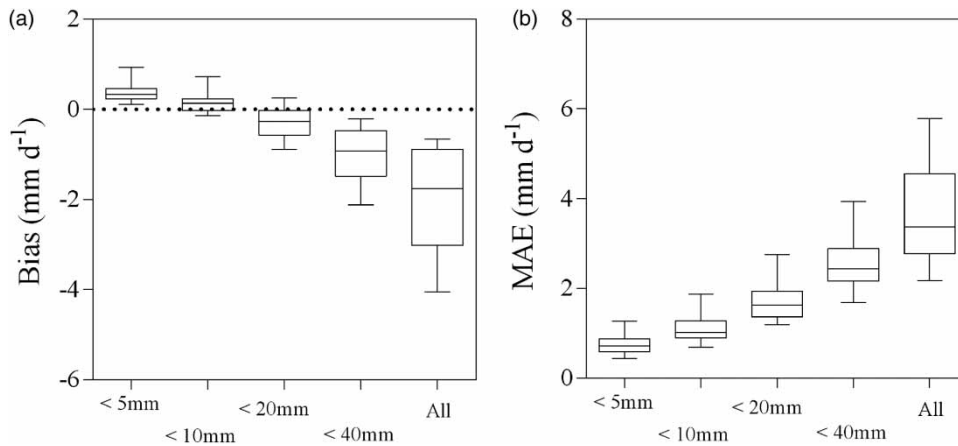 (a)
Bias (mm d⁻¹)
2
0
-2
-4
-6
< 5mm
< 10mm
< 20mm
< 40mm
All
(b)
MAE (mm d⁻¹)
8
6
4
2
0
< 5mm
< 10mm
< 20mm
< 40mm
All